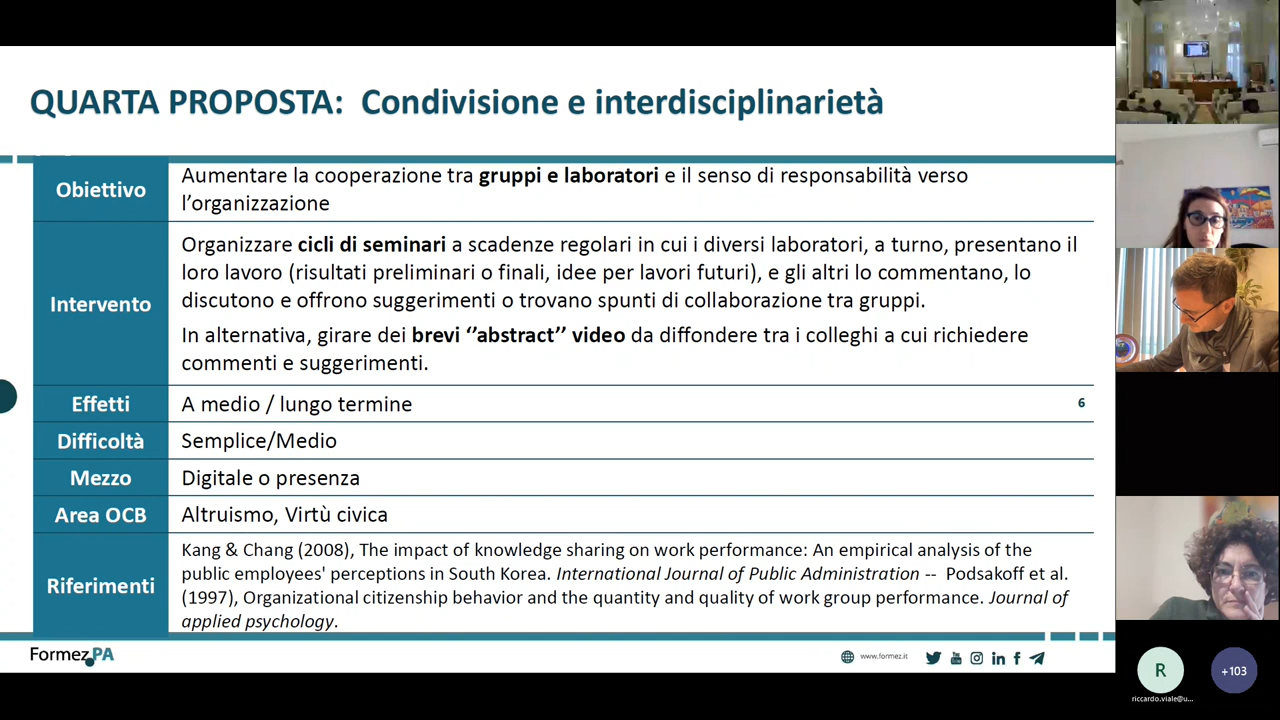 QUARTA PROPOSTA: Condivisione e interdisciplinarietà
Obiettivo
Aumentare la cooperazione tra gruppi e laboratori e il senso di responsabilità verso
l’organizzazione
Intervento
Organizzare cicli di seminari a scadenze regolari in cui i diversi laboratori, a turno, presentano il
loro lavoro (risultati preliminari o finali, idee per lavori futuri), e gli altri lo commentano, lo
discutono e offrono suggerimenti o trovano spunti di collaborazione tra gruppi.
In alternativa, girare dei brevi ‘’abstract’’ video da diffondere tra i colleghi a cui richiedere
commenti e suggerimenti.
Effetti
A medio / lungo termine
6
Difficoltà
Semplice/Medio
Mezzo
Digitale o presenza
Area OCB
Altruismo, Virtù civica
Riferimenti
Kang & Chang (2008), The impact of knowledge sharing on work performance: An empirical analysis of the
public employees' perceptions in South Korea. International Journal of Public Administration -- Podsakoff et al.
(1997), Organizational citizenship behavior and the quantity and quality of work group performance. Journal of
applied psychology.
Formez PA
www.formez.it
R
+103
riccardo.viale@u...